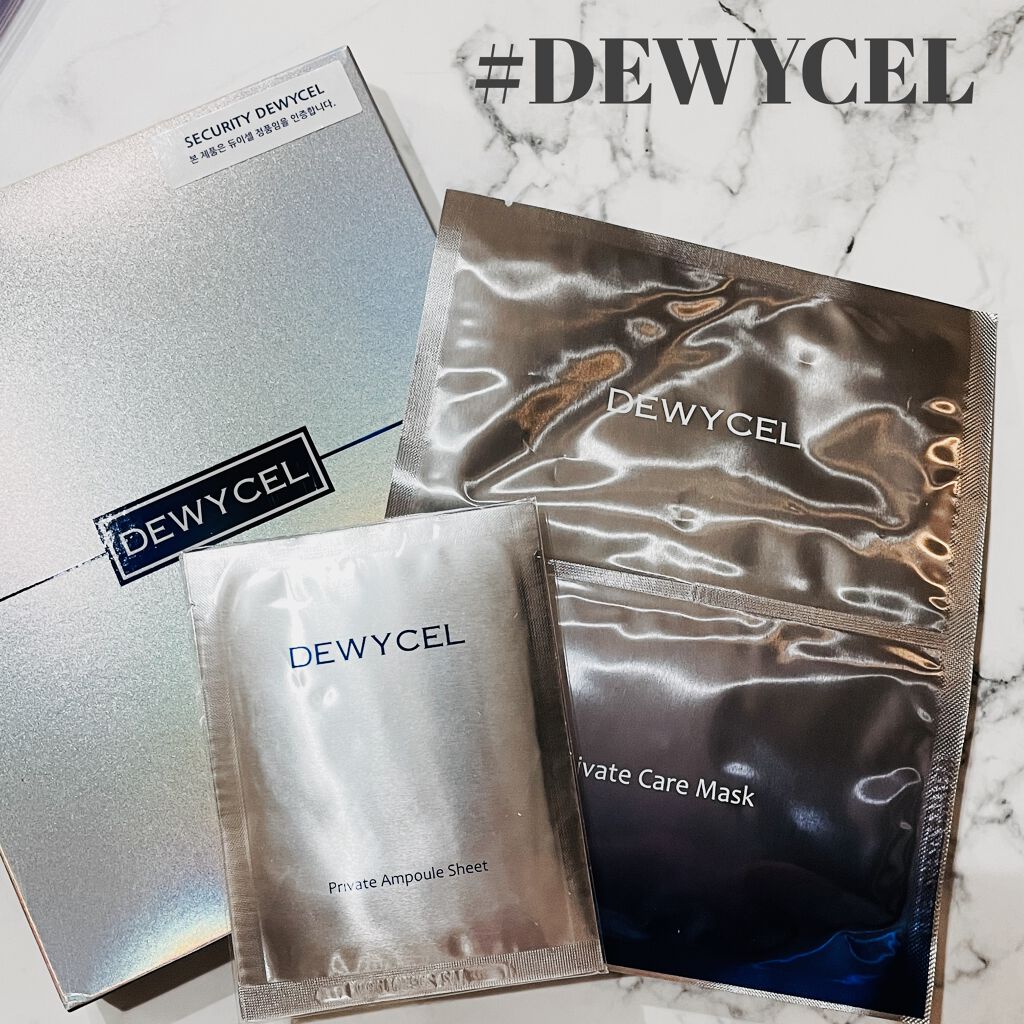 #DEWYCEL
SECURITY DEWYCEL
본 제품은 듀이셀 정품임을 인증합니다.
DEWYCEL
DEWYCEL
DEWYCEL
Private Ampoule Sheet
ivate Care Mask